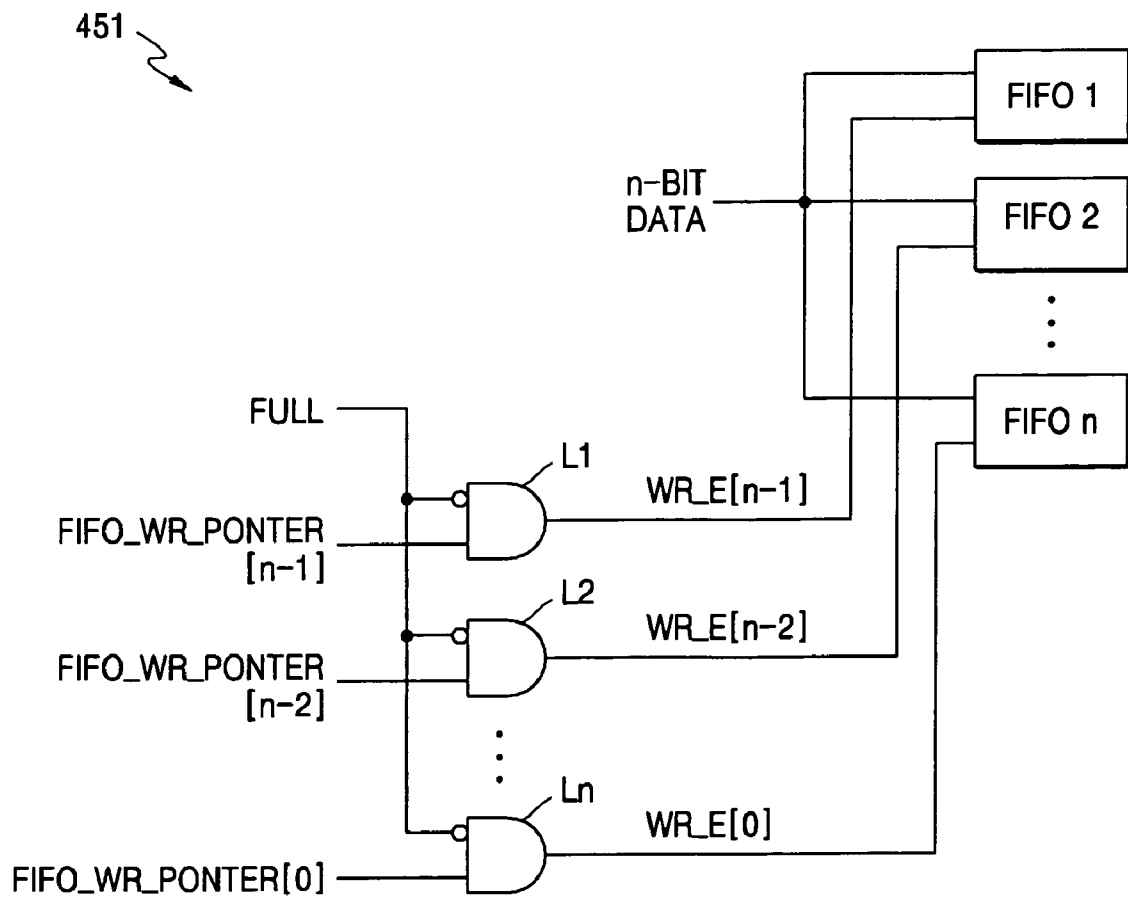 451
FIFO 1
n-BIT
DATA
FIFO 2
FIFO n
FULL
L1
WR_E[n-1]
FIFO_WR_PONTER
[n-1]
L2
WR_E[n-2]
FIFO_WR_PONTER
[n-2]
Ln
WR_E[0]
FIFO_WR_PONTER[0]